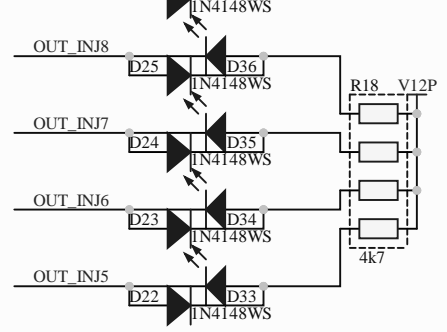 1N4148WS
OUT_INJ8
D25 D36
1N4148WS
R18 V12P
OUT_INJ7
D24 D35
1N4148WS
OUT_INJ6
D23 D34
1N4148WS
4k7
OUT_INJ5
D22 D33
1N4148WS